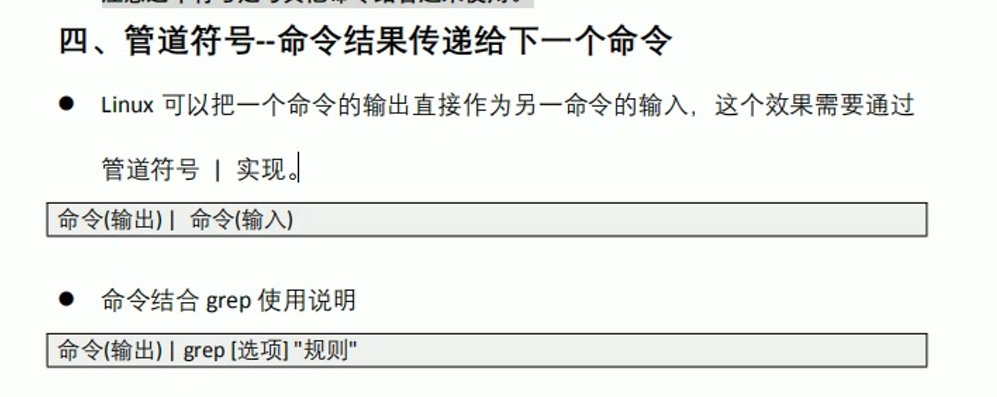 四、管道符号--命令结果传递给下一个命令
● Linux 可以把一个命令的输出直接作为另一命令的输入，这个效果需要通过
管道符号 | 实现。
命令(输出) | 命令(输入)
● 命令结合 grep 使用说明
命令(输出) | grep [选项] "规则"